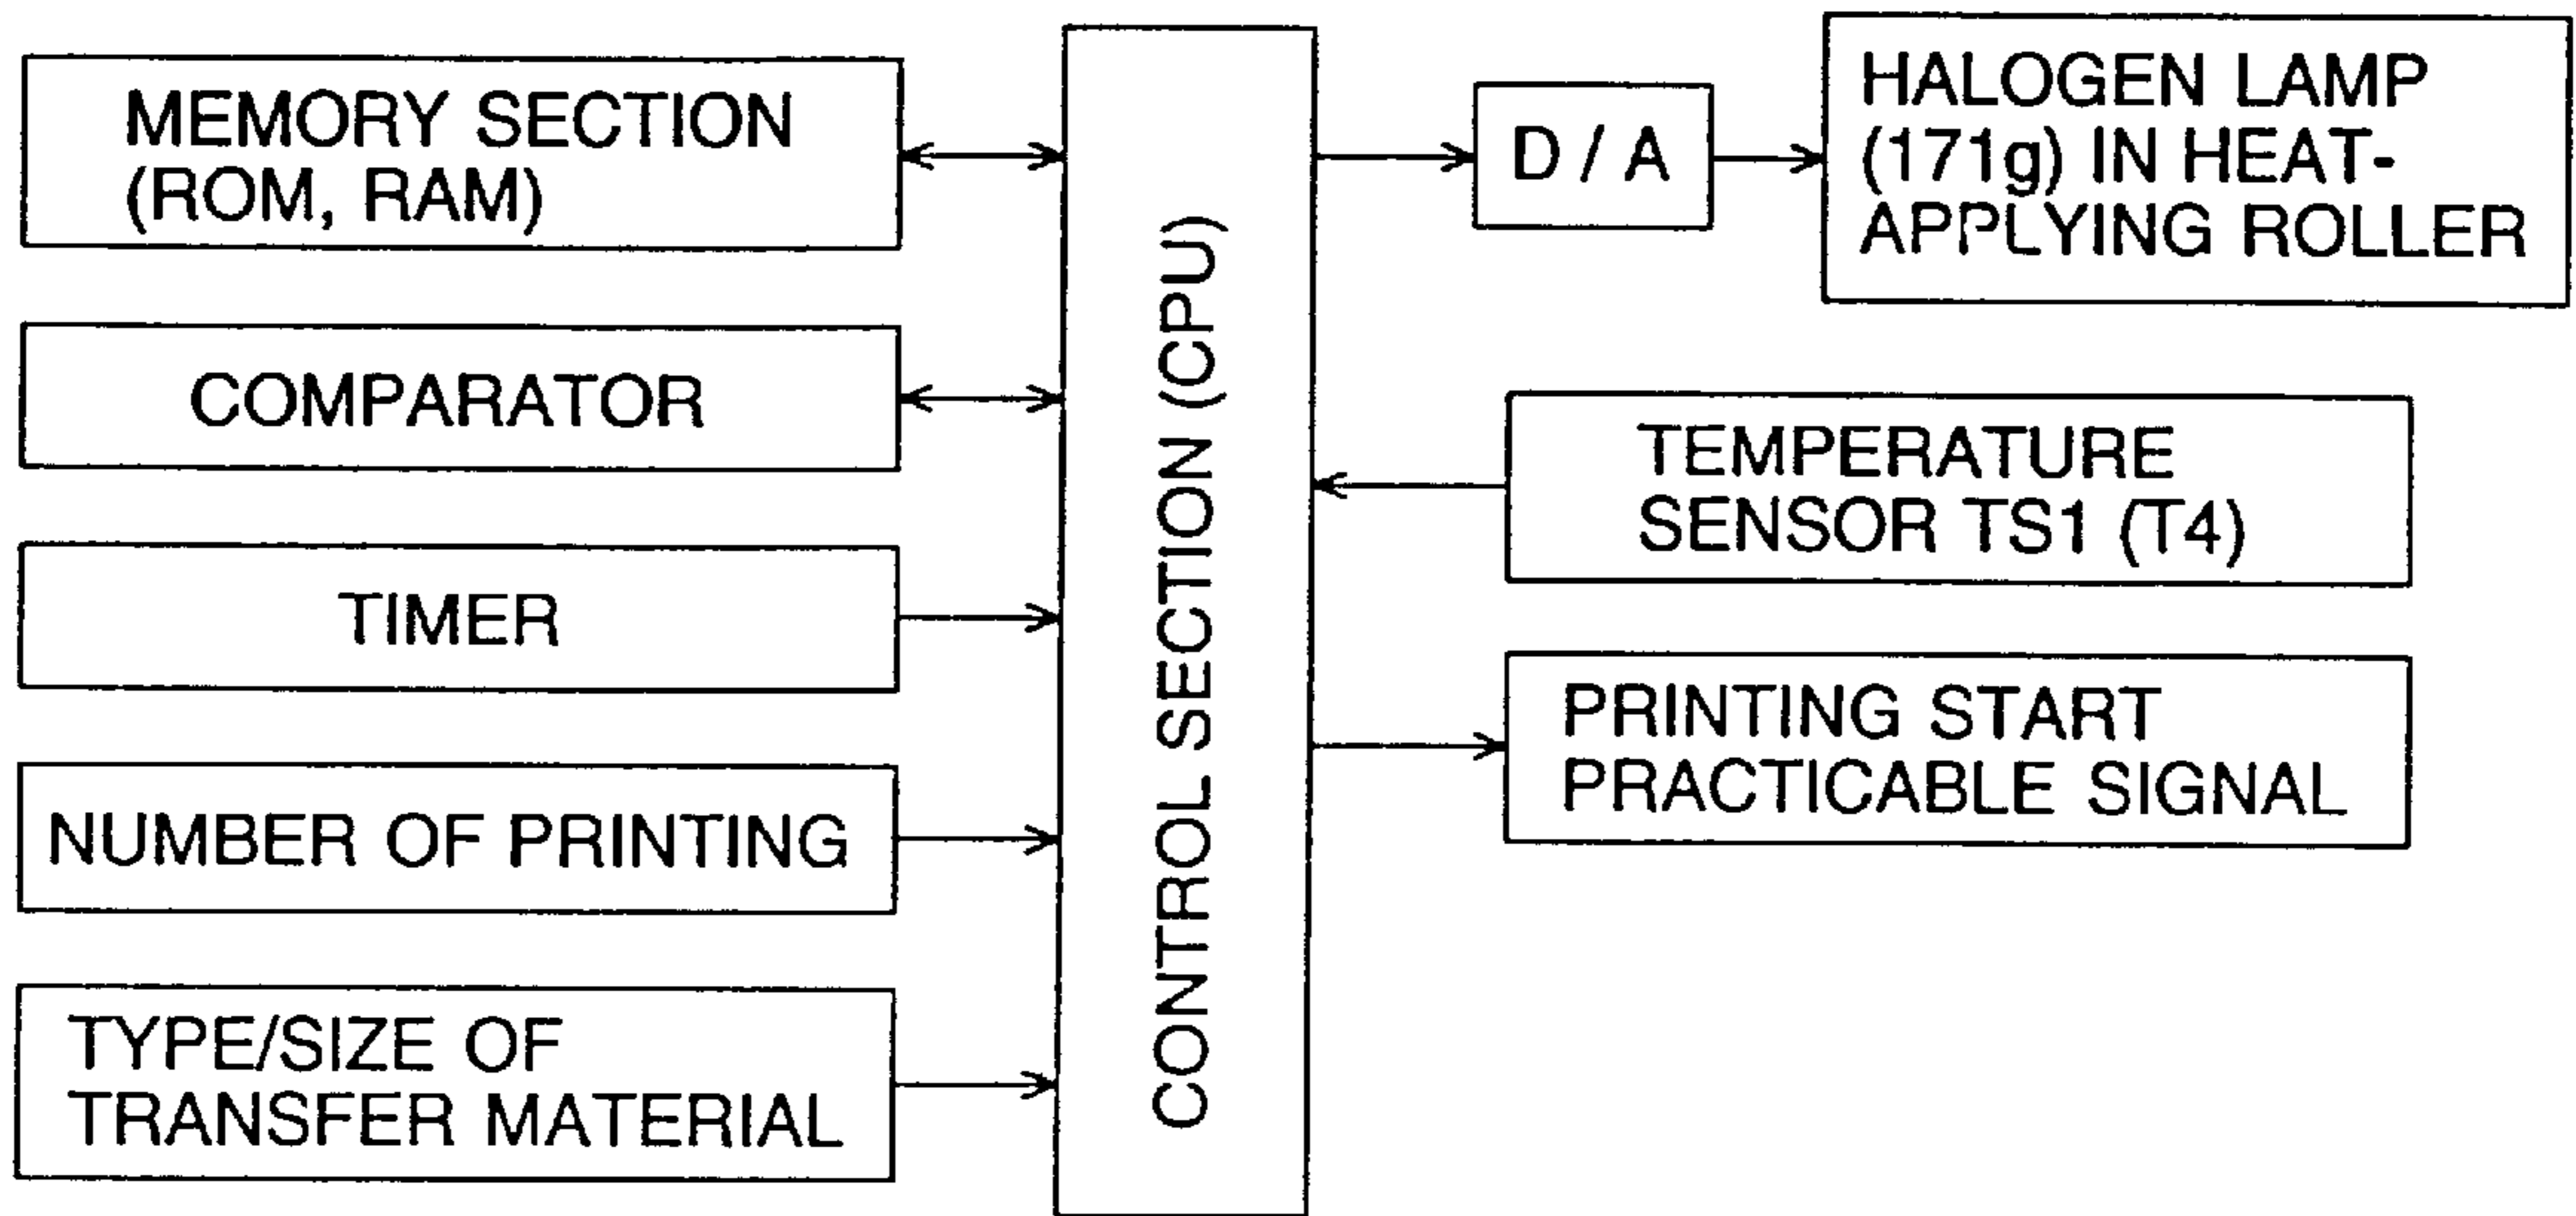 MEMORY SECTION
(ROM, RAM)
COMPARATOR
TIMER
NUMBER OF PRINTING
TYPE/SIZE OF
TRANSFER MATERIAL
CONTROL SECTION (CPU)
D / A
HALOGEN LAMP
(171g) IN HEAT-
APPLYING ROLLER
TEMPERATURE
SENSOR TS1 (T4)
PRINTING START
PRACTICABLE SIGNAL